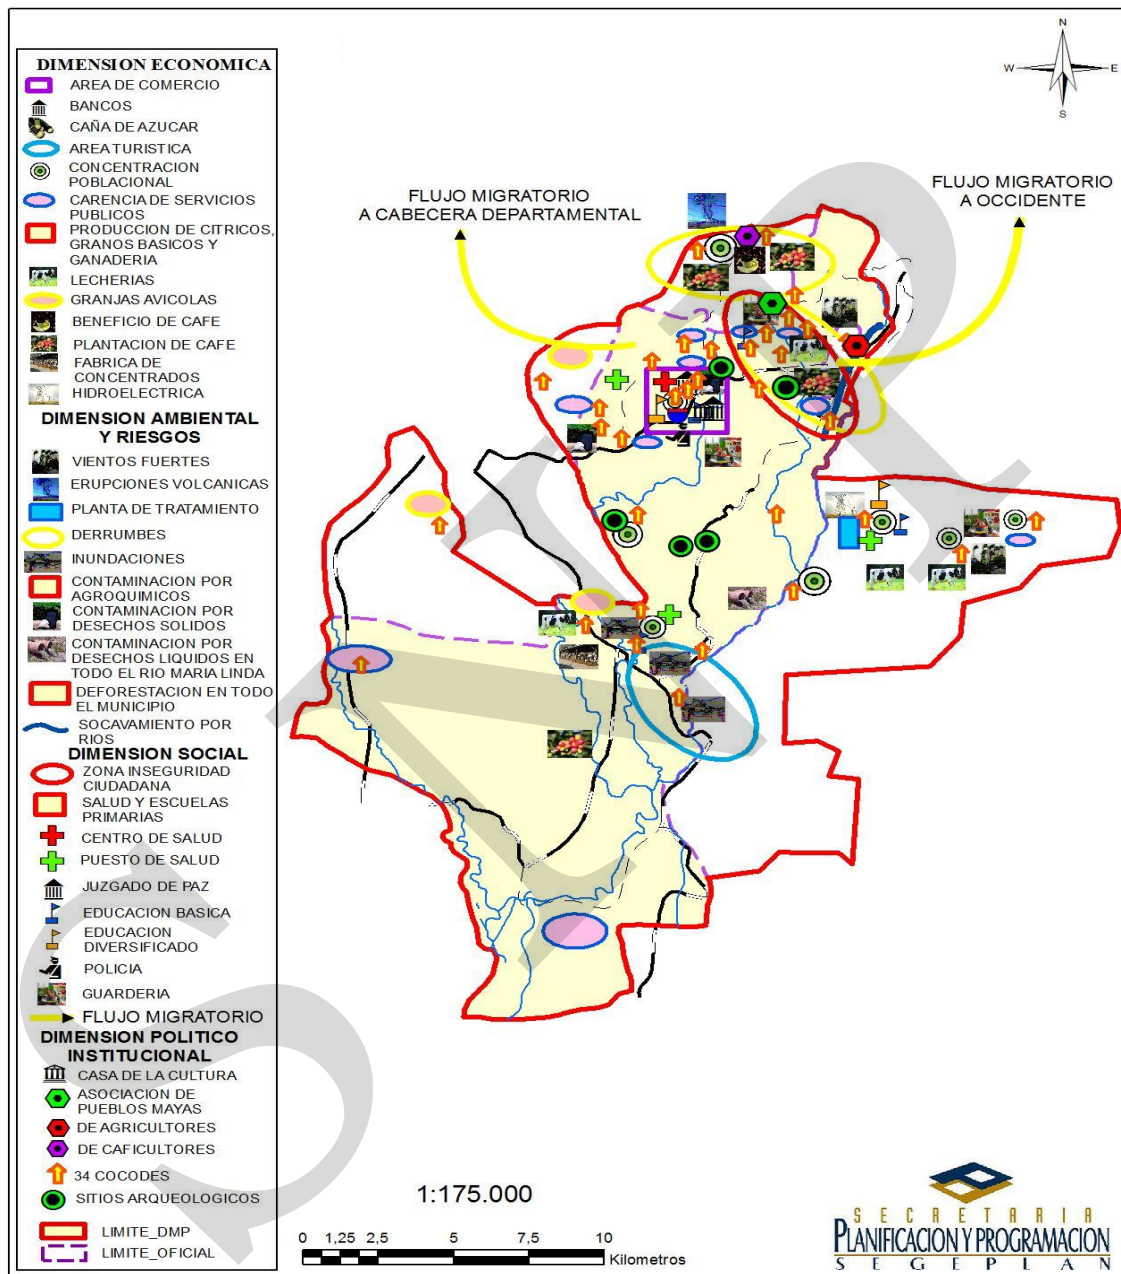 DIMENSION ECONOMICA
AREA DE COMERCIO
BANCOS
CAÑA DE AZUCAR
AREA TURISTICA
CONCENTRACION
POBLACIONAL
CARENCIA DE SERVICIOS
PUBLICOS
PRODUCCION DE CITRICOS,
GRANOS BASICOS Y
GANADERIA
LECHERIAS
GRANJAS AVICOLAS
BENEFICIO DE CAFE
PLANTACION DE CAFE
FABRICA DE
CONCENTRADOS
HIDROELECTRICA
DIMENSION AMBIENTAL
Y RIESGOS
VIENTOS FUERTES
ERUPCIONES VOLCANICAS
PLANTA DE TRATAMIENTO
DERRUMBES
INUNDACIONES
CONTAMINACION POR
AGROQUIMICOS
CONTAMINACION POR
DESECHOS SOLIDOS
CONTAMINACION POR
DESECHOS LIQUIDOS EN
TODO EL RIO MARIA LINDA
DEFORESTACION EN TODO
EL MUNICIPIO
SOCAVAMIENTO POR
RIOS
DIMENSION SOCIAL
ZONA INSEGURIDAD
CIUDADANA
SALUD Y ESCUELAS
PRIMARIAS
CENTRO DE SALUD
PUESTO DE SALUD
JUZGADO DE PAZ
EDUCACION BASICA
EDUCACION
DIVERSIFICADO
POLICIA
GUARDERIA
FLUJO MIGRATORIO
DIMENSION POLITICO
INSTITUCIONAL
CASA DE LA CULTURA
ASOCIACION DE
PUEBLOS MAYAS
DE AGRICULTORES
DE CAFICULTORES
34 COCODES
SITIOS ARQUEOLOGICOS
LIMITE_DMP
LIMITE_OFICIAL
N
W E
S
FLUJO MIGRATORIO
A CABECERA DEPARTAMENTAL
FLUJO MIGRATORIO
A OCCIDENTE
SNIP
1:175.000
0 1,25 2,5 5 7,5 10
Kilometros
SECRETARIA
PLANIFICACION Y PROGRAMACION
SEGEPLAN